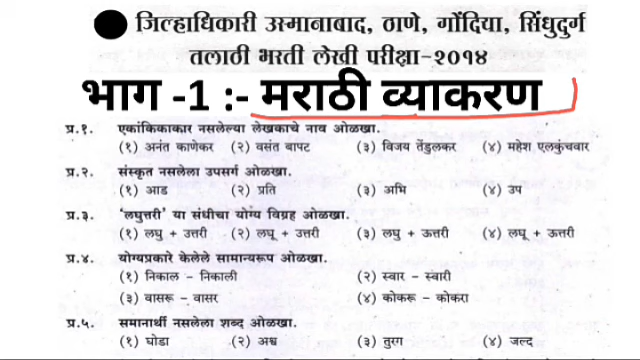 जिल्हाधिकारी उस्मानाबाद, ठाणे, गोंदिया, सिंधुदुर्ग
तलाठी भरती लेखी परीक्षा-२०१४
भाग -1 :- मराठी व्याकरण
प्र.१. एकांकिकाकार नसलेल्या लेखकाचे नाव ओळखा.
(१) अनंत काणेकर (२) वसंत बापट (३) विजय तेंडुलकर (४) महेश एलकुंचवार
प्र.२. संस्कृत नसलेला उपसर्ग ओळखा.
(१) आड (२) प्रति (३) अभि (४) उप
प्र.३. 'लघुत्तरी' या संधीचा योग्य विग्रह ओळखा.
(१) लघु + उत्तरी (२) लघू + उत्तरी (३) लघु + ऊत्तरी (४) लघू + ऊत्तरी
प्र.४. योग्यप्रकारे केलेले सामान्यरूप ओळखा.
(१) निकाल - निकाली (२) स्वार - स्वारी
(३) वासरू - वासर (४) कोकरू - कोकरा
प्र.५. समानार्थी नसलेला शब्द ओळखा.
(१) घोडा (२) अश्व (३) तुरग (४) जल्द